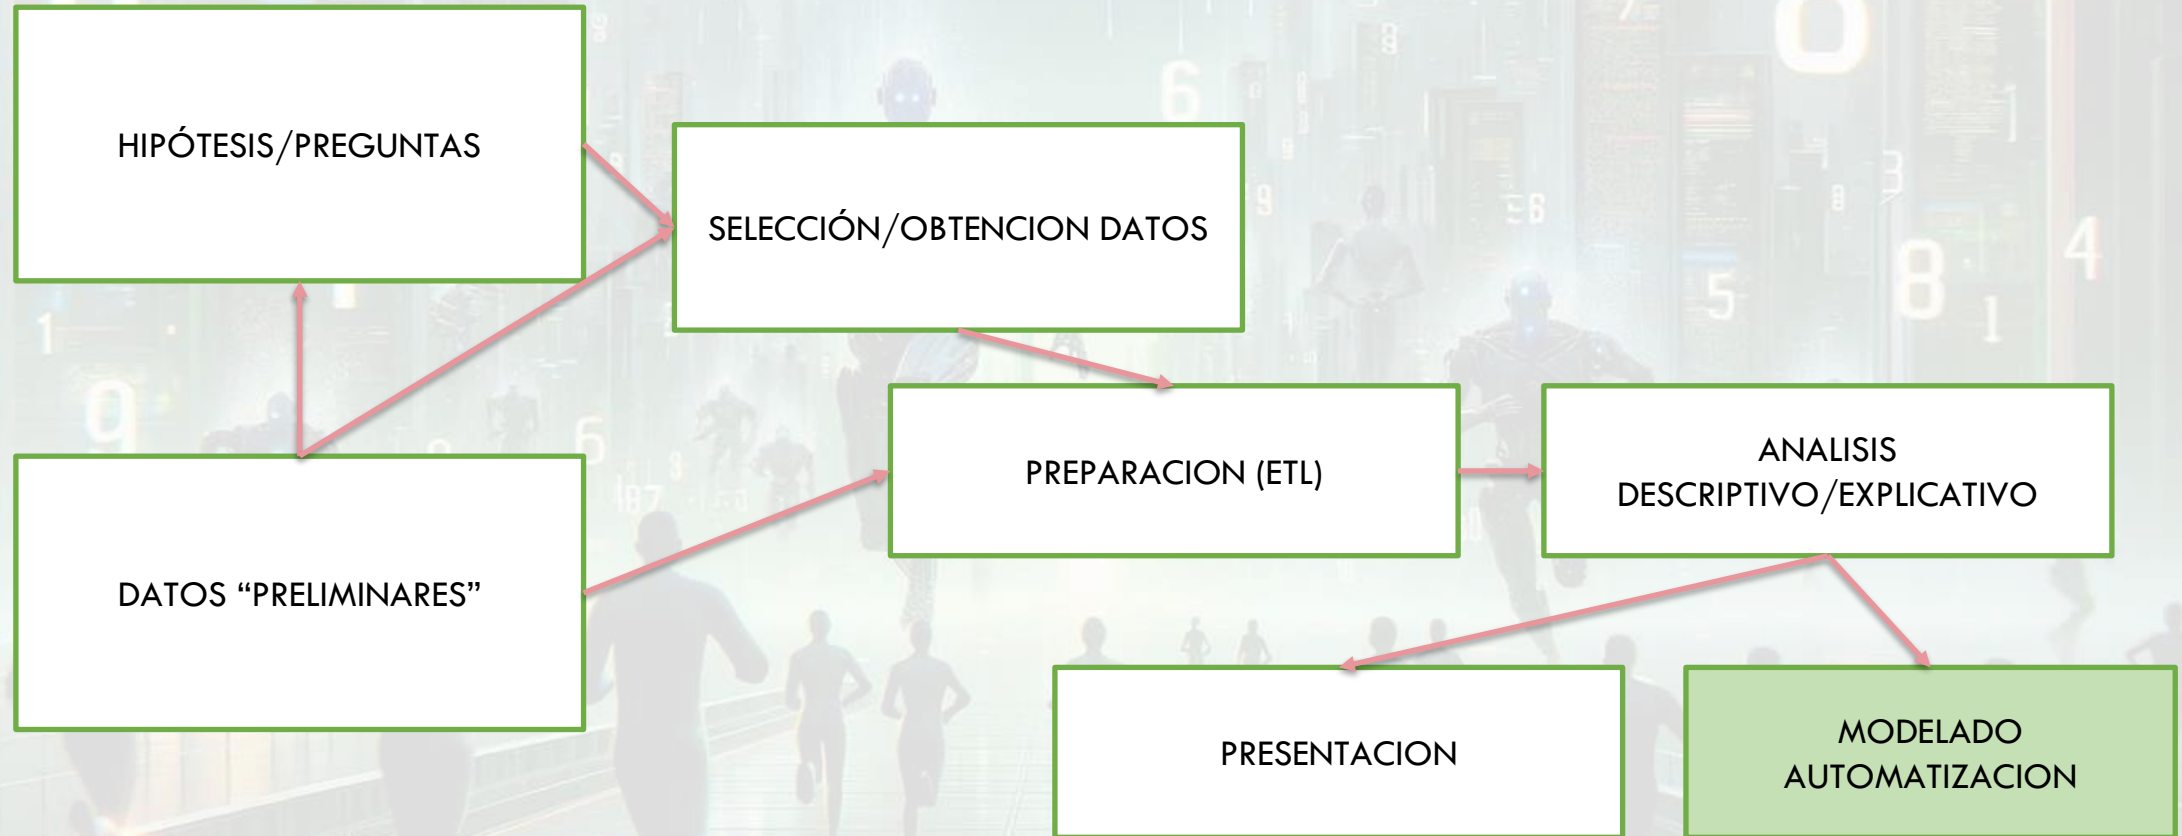 HIPÓTESIS/PREGUNTAS
SELECCIÓN/OBTENCION DATOS
PREPARACION (ETL)
ANALISIS
DESCRIPTIVO/EXPLICATIVO
DATOS “PRELIMINARES”
PRESENTACION
MODELADO
AUTOMATIZACION